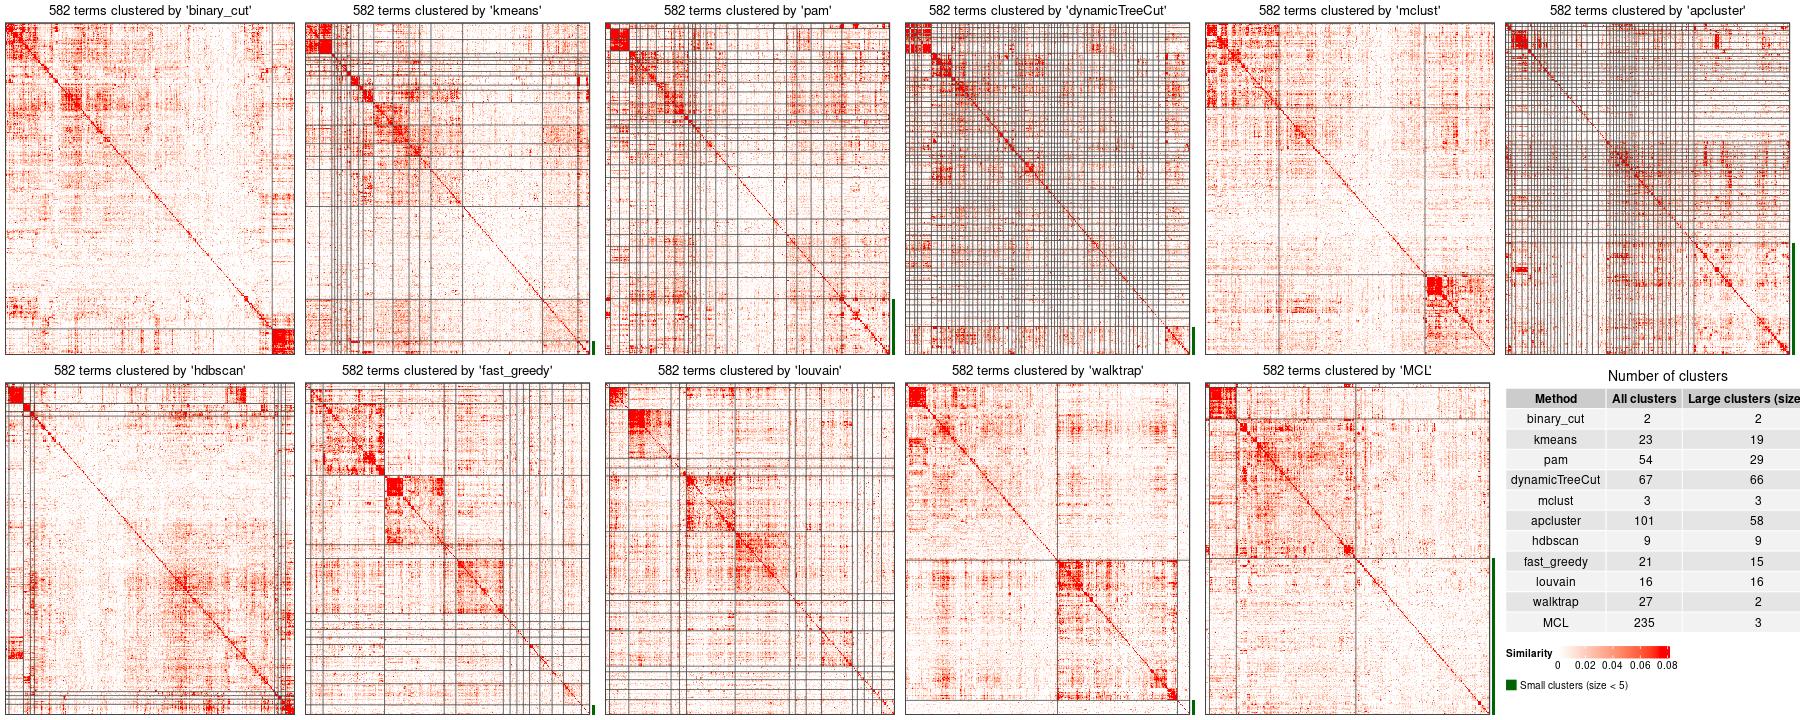 582 terms clustered by 'binary_cut'
582 terms clustered by 'kmeans'
582 terms clustered by 'pam'
582 terms clustered by 'dynamicTreeCut'
582 terms clustered by 'mclust'
582 terms clustered by 'apcluster'
582 terms clustered by 'hdbscan'
582 terms clustered by 'fast_greedy'
582 terms clustered by 'louvain'
582 terms clustered by 'walktrap'
582 terms clustered by 'MCL'
Number of clusters
Method All clusters Large clusters (size
binary_cut 2 2
kmeans 23 19
pam 54 29
dynamicTreeCut 67 66
mclust 3 3
apcluster 101 58
hdbscan 9 9
fast_greedy 21 15
louvain 16 16
walktrap 27 2
MCL 235 3
Similarity
0 0.02 0.04 0.06 0.08
Small clusters (size < 5)